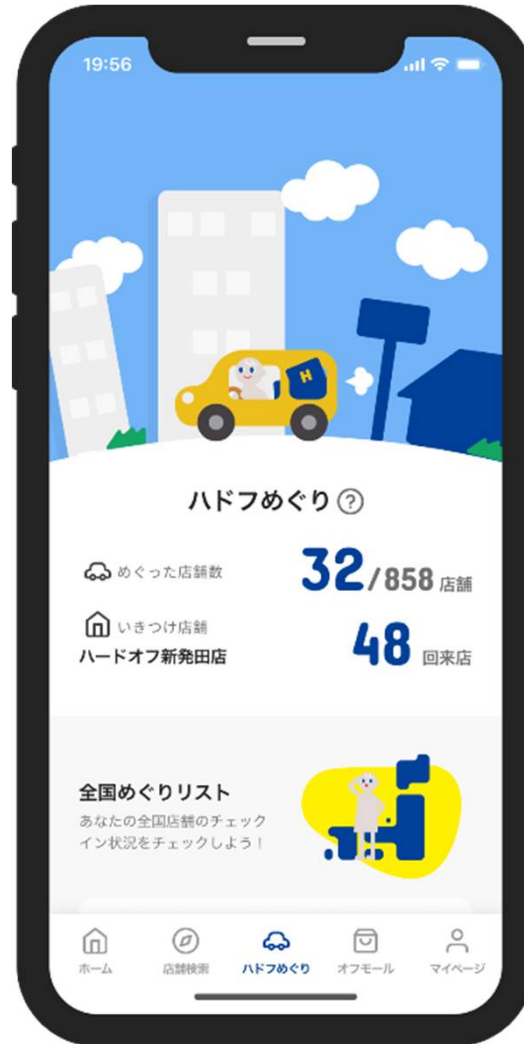 19:56
H
ハドフめぐり ?
めぐった店舗数
32/858 店舗
いきつけ店舗
ハードオフ新発田店
48 回来店
全国めぐりリスト
あなたの全国店舗のチェック
イン状況をチェックしよう！
ホーム
店舗検索
ハドフめぐり
オフモール
マイページ